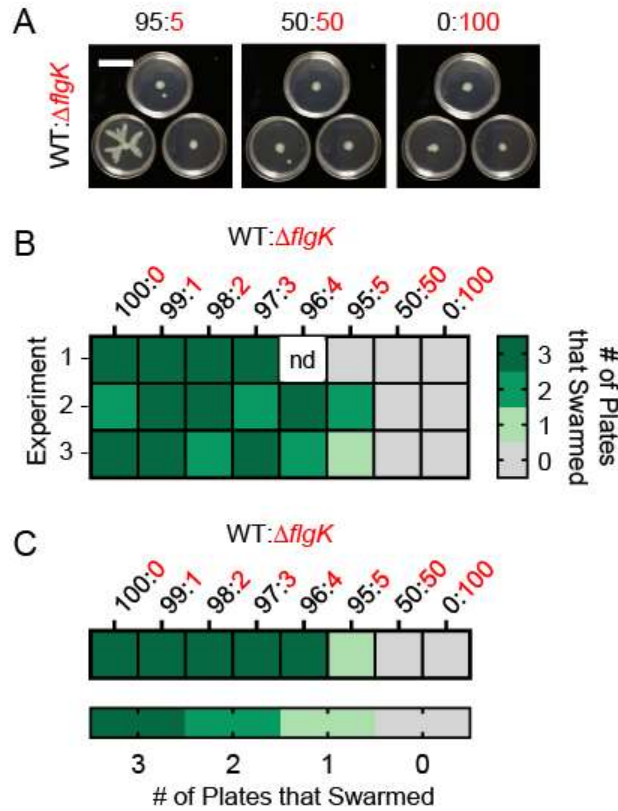 A
95:5 50:50 0:100
WT:ΔflgK
B
WT:ΔflgK
100:0 99:1 98:2 97:3 96:4 95:5 50:50 0:100
Experiment
1
nd
2
3
3
2
1
0
# of Plates
that Swarmed
C
WT:ΔflgK
100:0 99:1 98:2 97:3 96:4 95:5 50:50 0:100
3 2 1 0
# of Plates that Swarmed